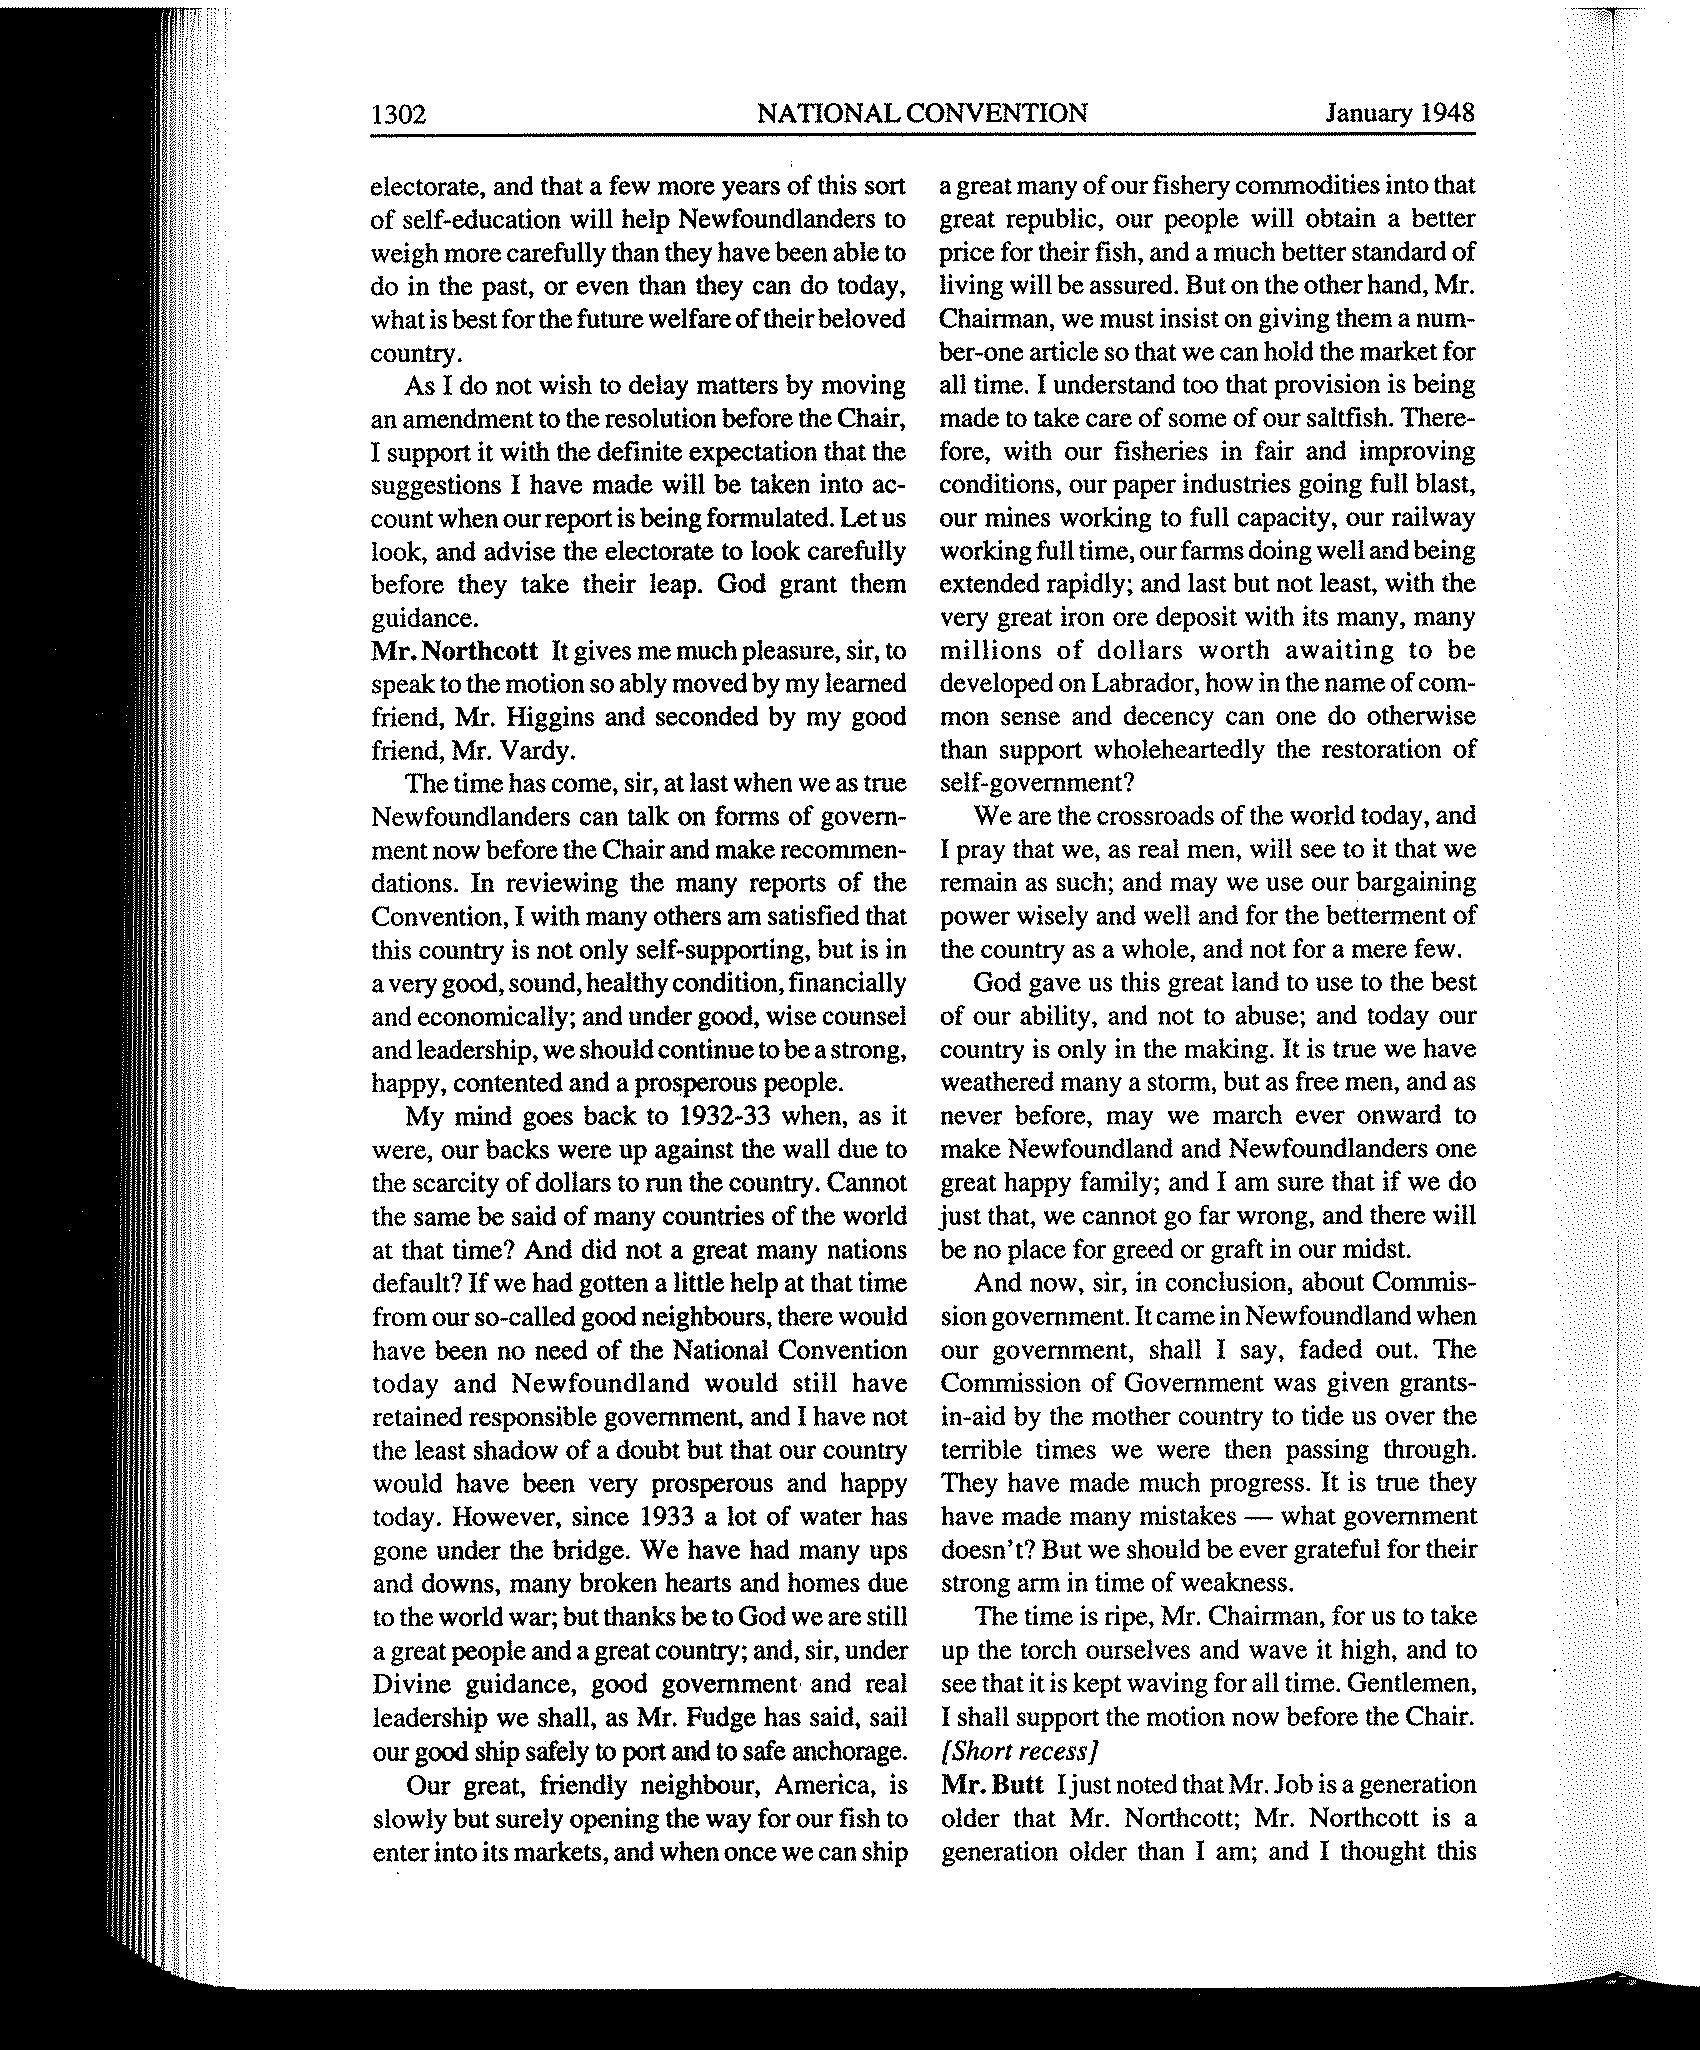 1302 NATIONAL CONVENTION January 1948
electorate, and that a few more years of this sort
of self-education will help Newfoundlanders to
weigh more carefully than they have been able to
do in the past, or even than they can do today,
what is best for the future welfare of their beloved
country.
As I do not wish to delay matters by moving
an amendment to the resolution before the Chair,
I support it with the definite expectation that the
suggestions I have made will be taken into ac-
count when our report is being formulated. Let us
look, and advise the electorate to look carefully
before they take their leap. God grant them
guidance.
Mr. Northcott It gives me much pleasure, sir, to
speak to the motion so ably moved by my learned
friend, Mr. Higgins and seconded by my good
friend, Mr. Vardy.
The time has come, sir, at last when we as true
Newfoundlanders can talk on forms of govern-
ment now before the Chair and make recommen-
dations. In reviewing the many reports of the
Convention, I with many others am satisfied that
this country is not only self-supporting, but is in
a very good, sound, healthy condition, financially
and economically; and under good, wise counsel
and leadership, we should continue to be a strong,
happy, contented and a prosperous people.
My mind goes back to 1932-33 when, as it
were, our backs were up against the wall due to
the scarcity of dollars to run the country. Cannot
the same be said of many countries of the world
at that time? And did not a great many nations
default? If we had gotten a little help at that time
from our so-called good neighbours, there would
have been no need of the National Convention
today and Newfoundland would still have
retained responsible government, and I have not
the least shadow of a doubt but that our country
would have been very prosperous and happy
today. However, since 1933 a lot of water has
gone under the bridge. We have had many ups
and downs, many broken hearts and homes due
to the world war; but thanks be to God we are still
a great people and a great country; and, sir, under
Divine guidance, good government and real
leadership we shall, as Mr. Fudge has said, sail
our good ship safely to port and to safe anchorage.
Our great, friendly neighbour, America, is
slowly but surely opening the way for our fish to
enter into its markets, and when once we can ship
a great many of our fishery commodities into that
great republic, our people will obtain a better
price for their fish, and a much better standard of
living will be assured. But on the other hand, Mr.
Chairman, we must insist on giving them a num-
ber-one article so that we can hold the market for
all time. I understand too that provision is being
made to take care of some of our saltfish. There-
fore, with our fisheries in fair and improving
conditions, our paper industries going full blast,
our mines working to full capacity, our railway
working full time, our farms doing well and being
extended rapidly; and last but not least, with the
very great iron ore deposit with its many, many
millions of dollars worth awaiting to be
developed on Labrador, how in the name of com-
mon sense and decency can one do otherwise
than support wholeheartedly the restoration of
self-government?
We are the crossroads of the world today, and
I pray that we, as real men, will see to it that we
remain as such; and may we use our bargaining
power wisely and well and for the betterment of
the country as a whole, and not for a mere few.
God gave us this great land to use to the best
of our ability, and not to abuse; and today our
country is only in the making. It is true we have
weathered many a storm, but as free men, and as
never before, may we march ever onward to
make Newfoundland and Newfoundlanders one
great happy family; and I am sure that if we do
just that, we cannot go far wrong, and there will
be no place for greed or graft in our midst.
And now, sir, in conclusion, about Commis-
sion government. It came in Newfoundland when
our government, shall I say, faded out. The
Commission of Government was given grants-
in-aid by the mother country to tide us over the
terrible times we were then passing through.
They have made much progress. It is true they
have made many mistakes — what government
doesn't? But we should be ever grateful for their
strong arm in time of weakness.
The time is ripe, Mr. Chairman, for us to take
up the torch ourselves and wave it high, and to
see that it is kept waving for all time. Gentlemen,
I shall support the motion now before the Chair.
[Short recess]
Mr. Butt I just noted that Mr. Job is a generation
older that Mr. Northcott; Mr. Northcott is a
generation older than I am; and I thought this